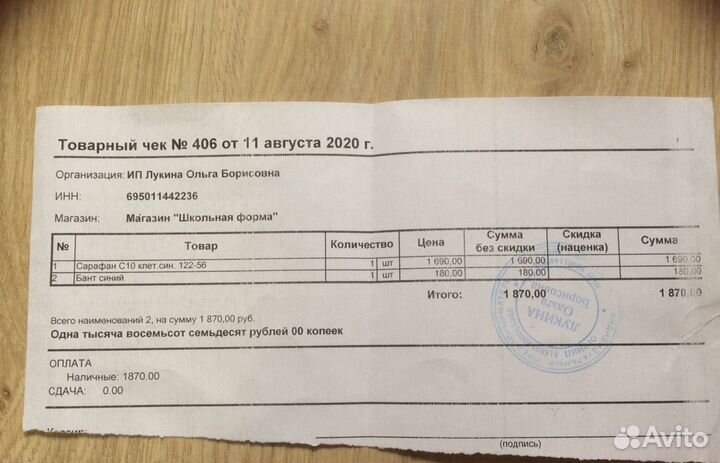 Товарный чек № 406 от 11 августа 2020 г.
Организация: ИП Лукина Ольга Борисовна
ИНН: 695011442236
Магазин: Магазин "Школьная форма"
№ Товар Количество Цена Сумма без скидки Скидка (наценка) Сумма
1 Сарафан С10 клет.син. 122-56 1 шт 1 690,00 1 690,00 1 690,00
2 Бант синий 1 шт 180,00 180,00 180,00
Итого: 1 870,00 1 870,00
Всего наименований 2, на сумму 1 870,00 руб.
Одна тысяча восемьсот семьдесят рублей 00 копеек
ЛУКИНА
Ольга
Борисовна
ОПЛАТА
Наличные: 1870.00
СДАЧА: 0.00
(подпись)
Avito